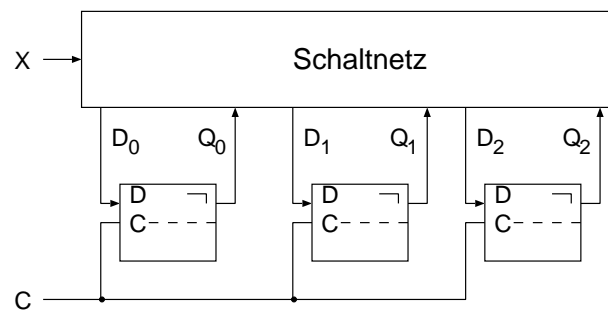 X
Schaltnetz
D0 Q0 D1 Q1 D2 Q2
D D D
C C C
C